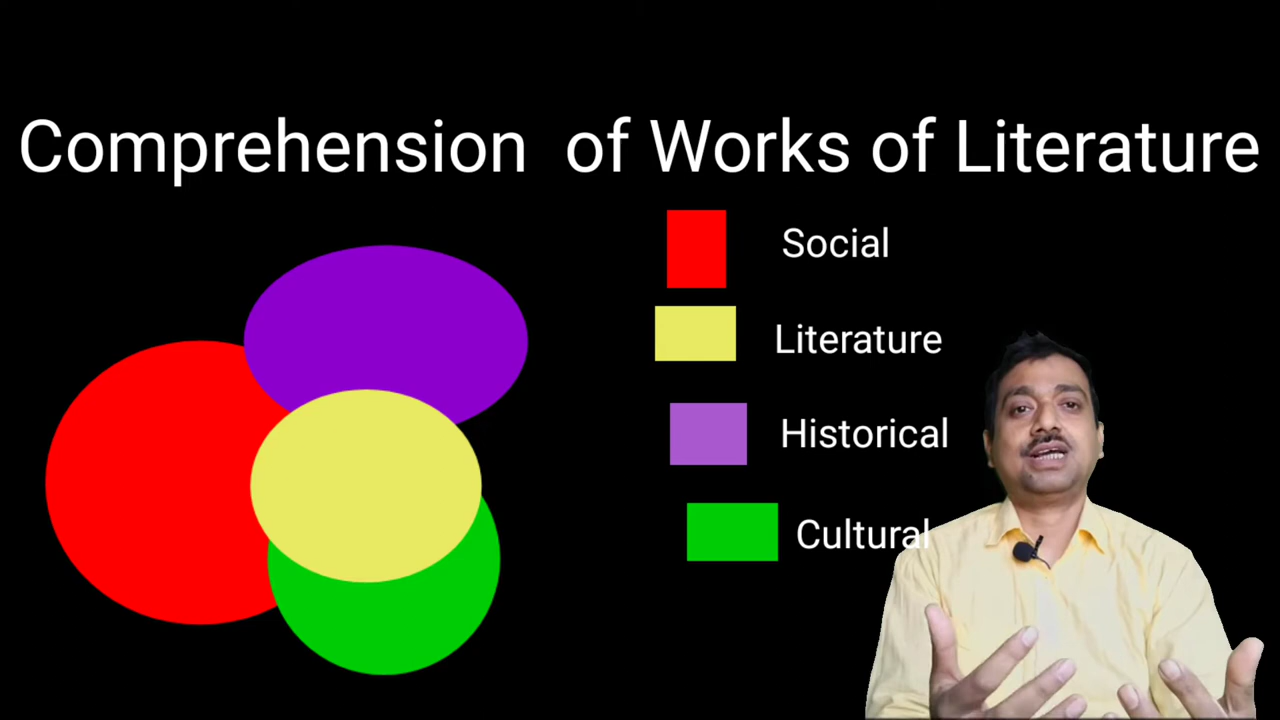 Comprehension of Works of Literature
Social
Literature
Historical
Cultural